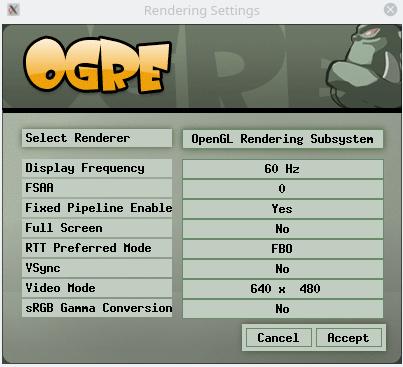 Rendering Settings
OGRE
Select Renderer OpenGL Rendering Subsystem
Display Frequency 60 Hz
FSAA 0
Fixed Pipeline Enable Yes
Full Screen No
RTT Preferred Mode FBO
VSync No
Video Mode 640 x 480
sRGB Gamma Conversion No
Cancel Accept